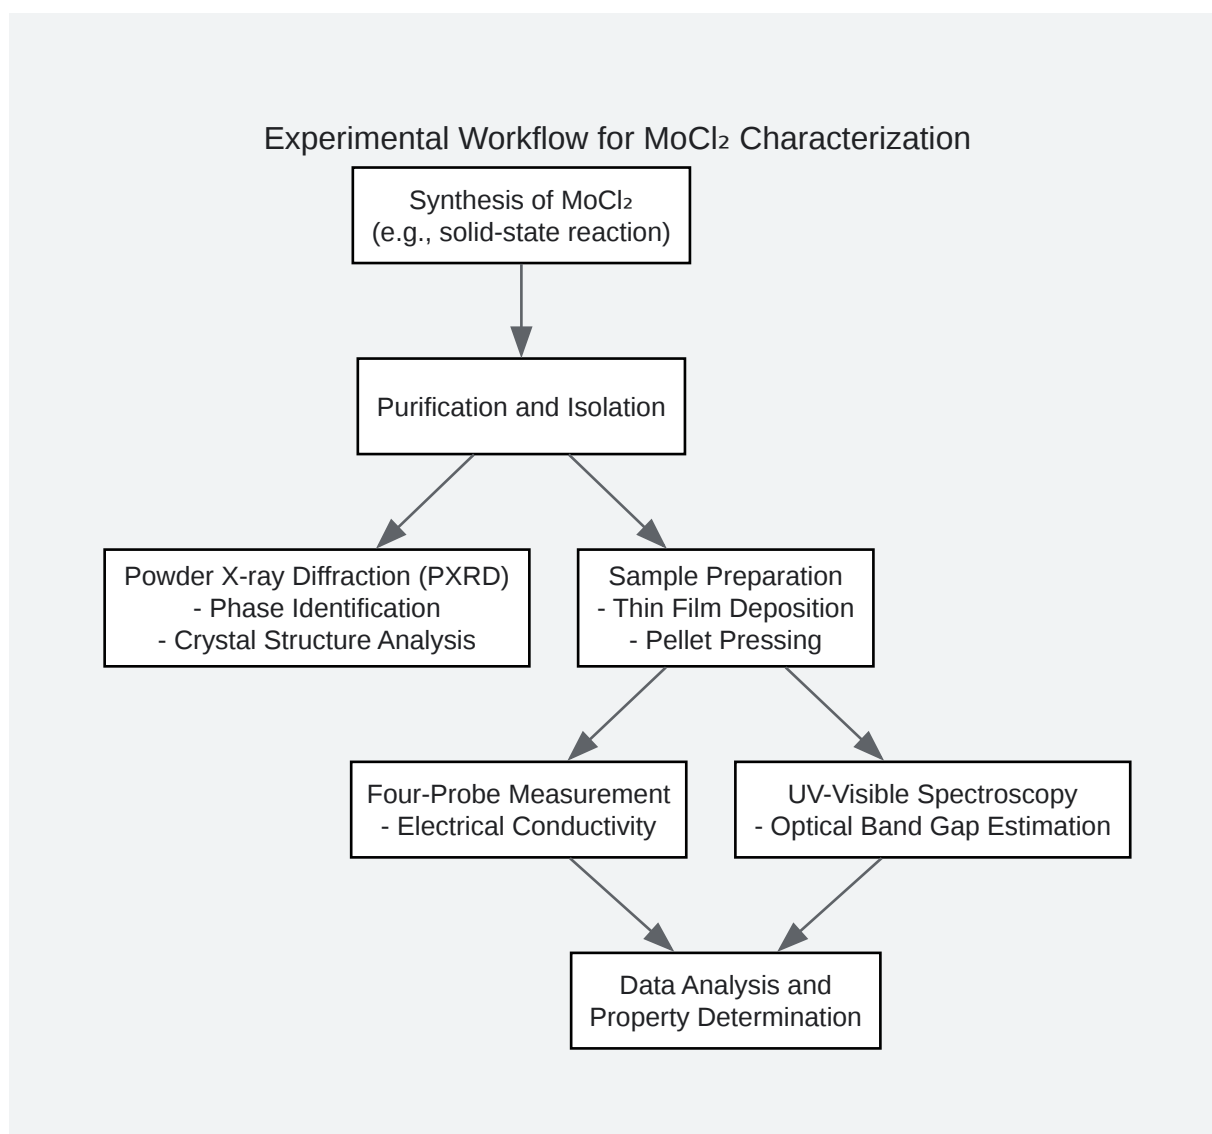 Experimental Workflow for MoCl₂ Characterization
Synthesis of MoCl₂
(e.g., solid-state reaction)
Purification and Isolation
Powder X-ray Diffraction (PXRD)
- Phase Identification
- Crystal Structure Analysis
Sample Preparation
- Thin Film Deposition
- Pellet Pressing
Four-Probe Measurement
- Electrical Conductivity
UV-Visible Spectroscopy
- Optical Band Gap Estimation
Data Analysis and
Property Determination